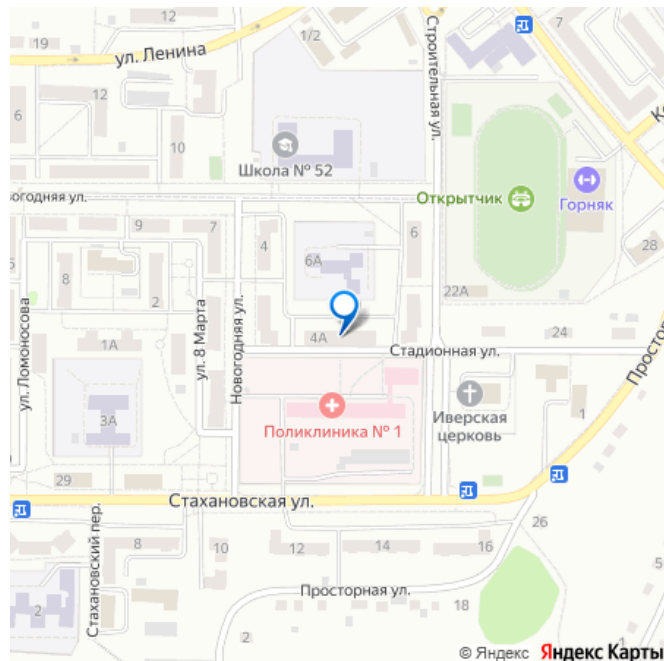 12
1/2
7
19
ул. Ленина
Строительная ул.
12
6
10
Школа № 52
Открытчик
Горняк
вогодняя ул.
9
7
4
6
28
6А
8
2
22А
ул. Ломоносова
1А
ул. 8 Марта
Новогодняя ул.
4А
Стадионная ул.
24
3А
Поликлиника № 1
Иверская
церковь
1
29
Стахановская ул.
Стахановский пер.
8
10
12
14
16
26
2
Просторная ул.
18
2
© Яндекс Яндекс Карты